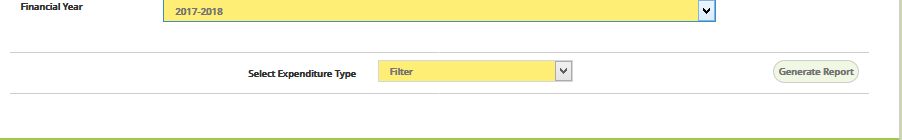 Financial Year 2017-2018
Select Expenditure Type Filter Generate Report